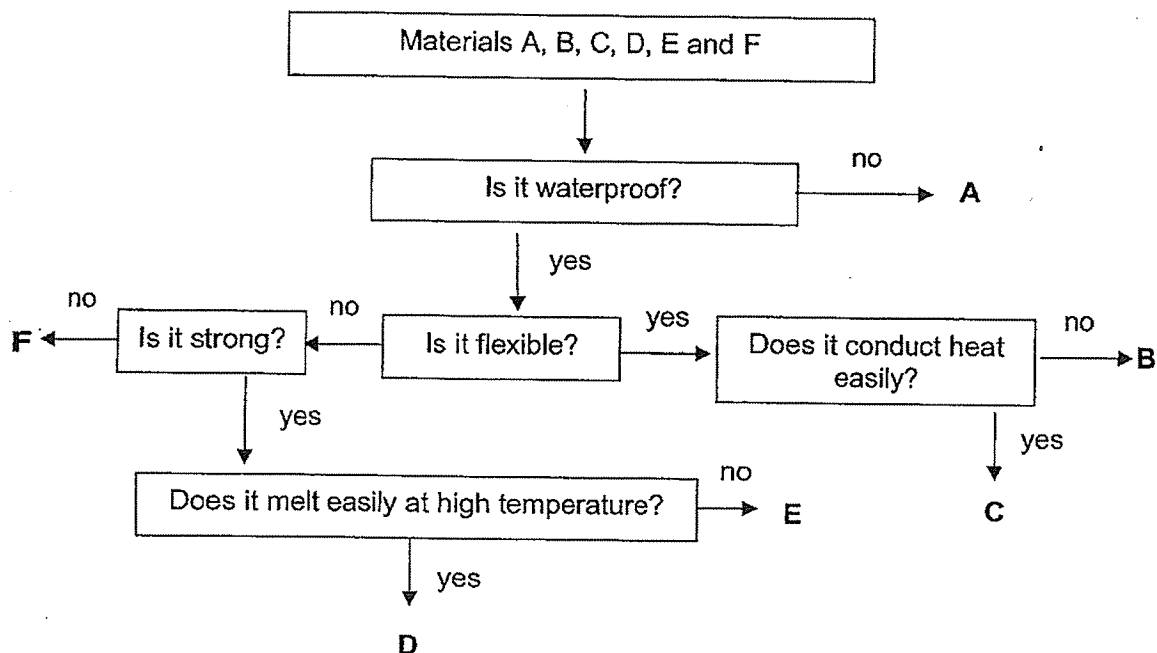 Materials A, B, C, D, E and F
no
Is it waterproof?
A
yes
no
no
yes
no
F
Is it strong?
Is it flexible?
Does it conduct heat
easily?
B
yes
yes
no
Does it melt easily at high temperature?
E
C
yes
D